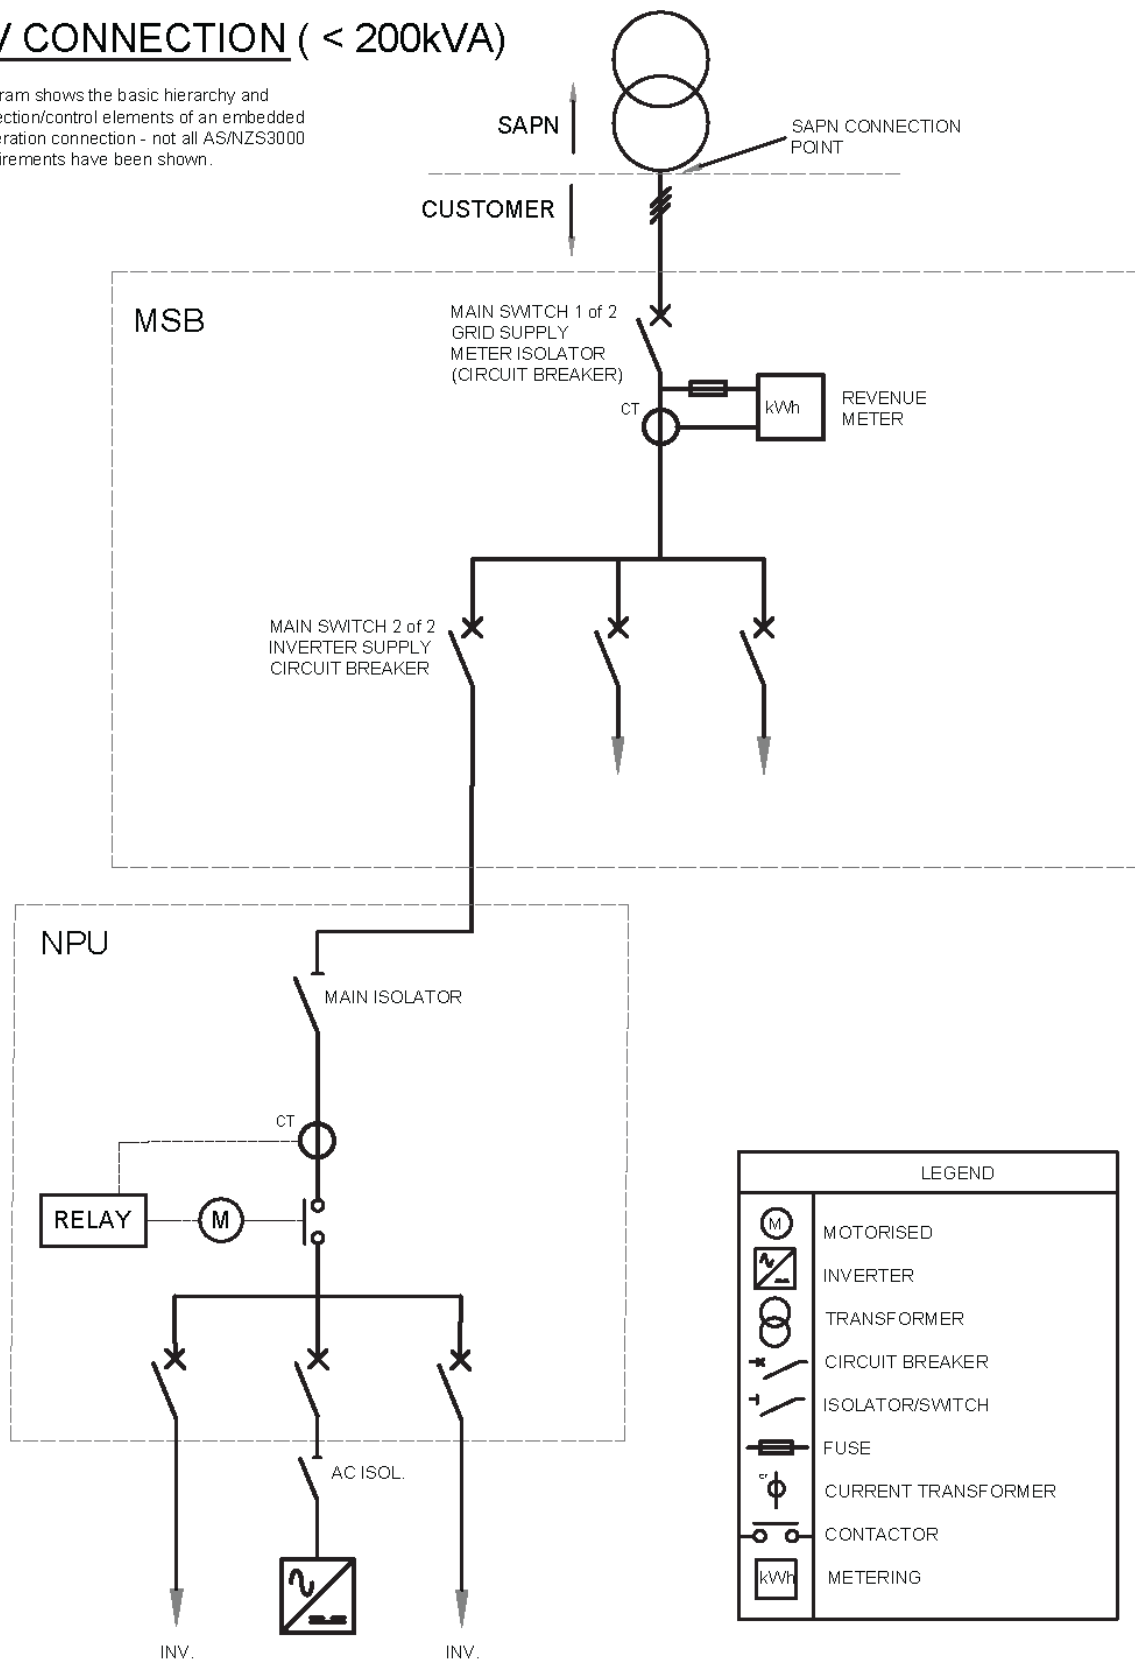 V CONNECTION ( < 200kVA)
ram shows the basic hierarchy and
ection/control elements of an embedded
eration connection - not all AS/NZS3000
irements have been shown.
SAPN
SAPN CONNECTION
POINT
CUSTOMER
MSB
MAIN SWITCH 1 of 2
GRID SUPPLY
METER ISOLATOR
(CIRCUIT BREAKER)
CT
kWh
REVENUE
METER
MAIN SWITCH 2 of 2
INVERTER SUPPLY
CIRCUIT BREAKER
NPU
MAIN ISOLATOR
CT
RELAY
M
AC ISOL.
INV.
INV.
LEGEND
M
MOTORISED
INVERTER
TRANSFORMER
CIRCUIT BREAKER
ISOLATOR/SWITCH
FUSE
CT
CURRENT TRANSFORMER
CONTACTOR
kWh
METERING